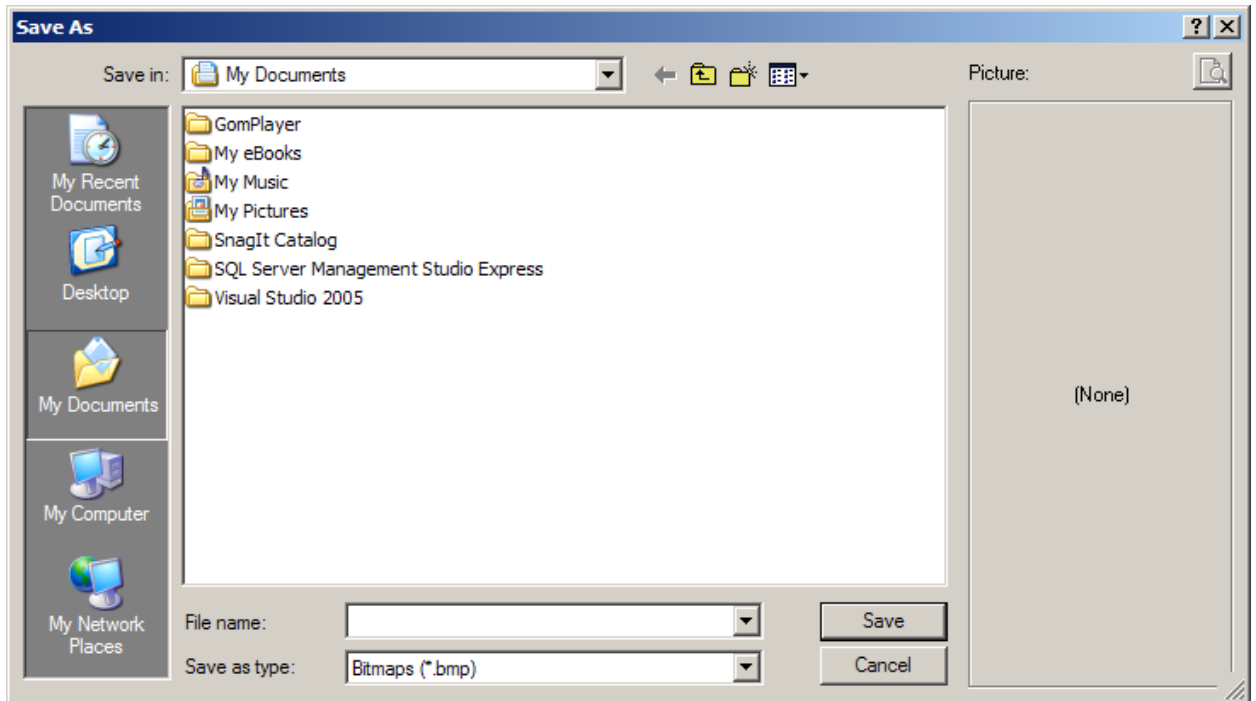 Save As
Save in:
My Documents
Picture:
My Recent
Documents
Desktop
My Documents
My Computer
My Network
Places
GomPlayer
My eBooks
My Music
My Pictures
SnagIt Catalog
SQL Server Management Studio Express
Visual Studio 2005
(None)
File name:
Save
Save as type:
Bitmaps (*.bmp)
Cancel